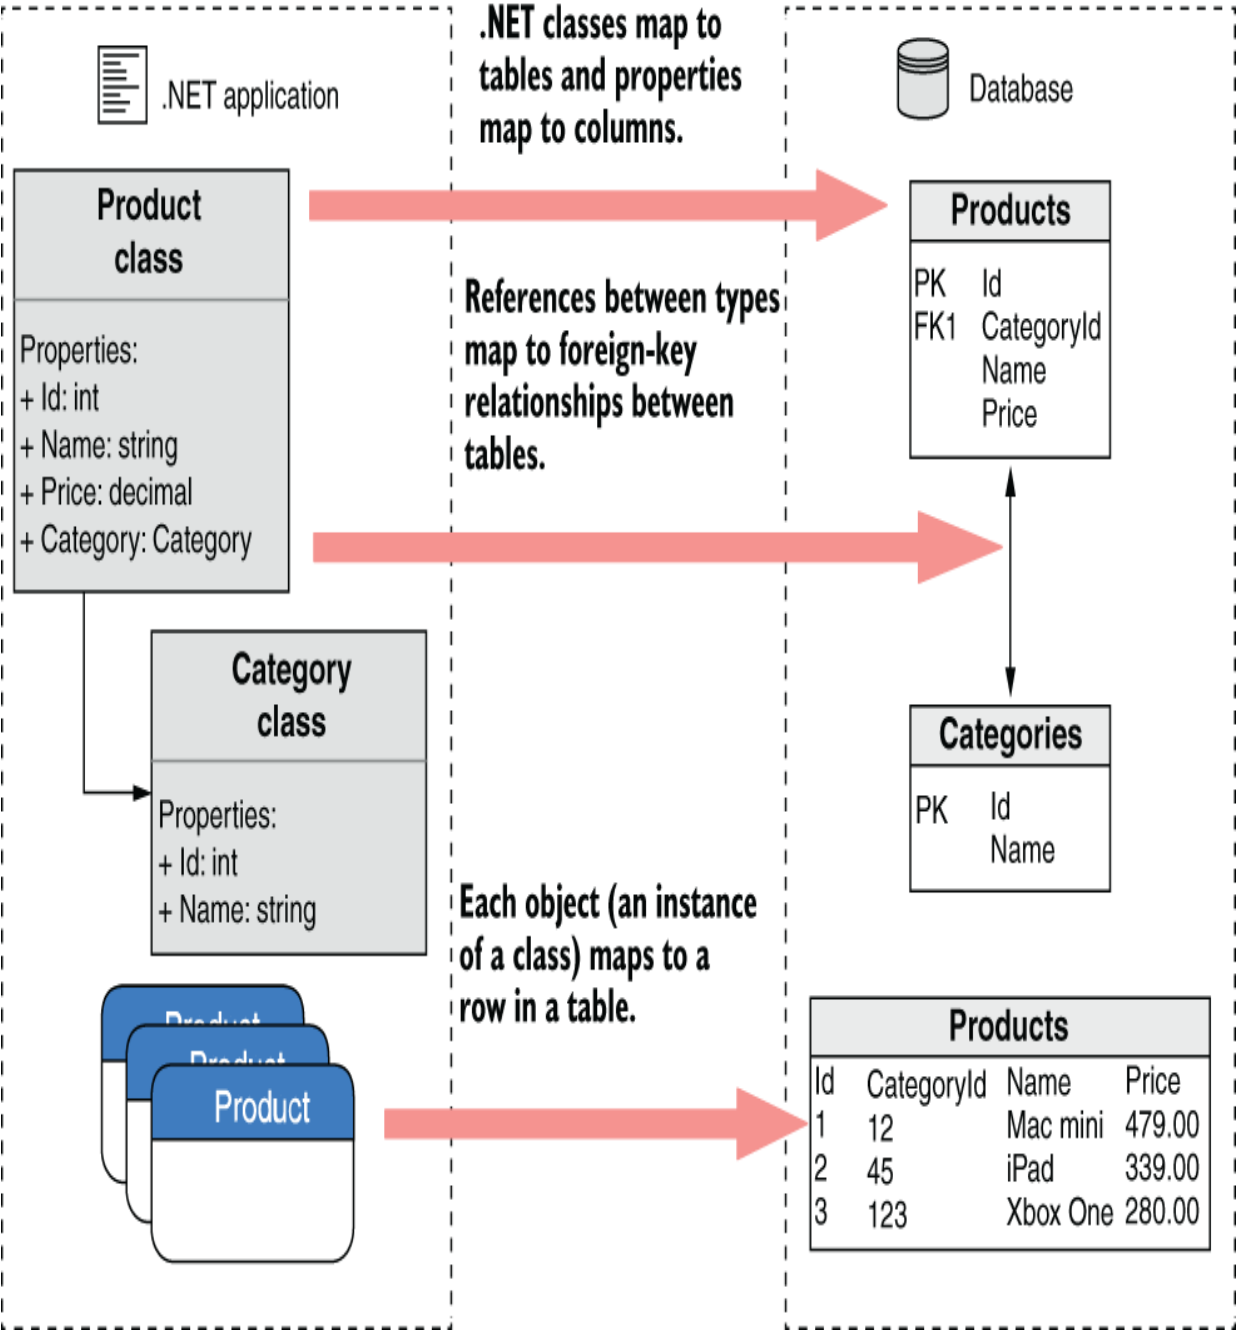 .NET application
Product
class
Properties:
+ Id: int
+ Name: string
+ Price: decimal
+ Category: Category
Category
class
Properties:
+ Id: int
+ Name: string
Product
Product
Product
.NET classes map to
tables and properties
map to columns.
References between types
map to foreign-key
relationships between
tables.
Each object (an instance
of a class) maps to a
row in a table.
Database
Products
PK Id
FK1 CategoryId
Name
Price
Categories
PK Id
Name
Products
Id CategoryId Name Price
1 12 Mac mini 479.00
2 45 iPad 339.00
3 123 Xbox One 280.00